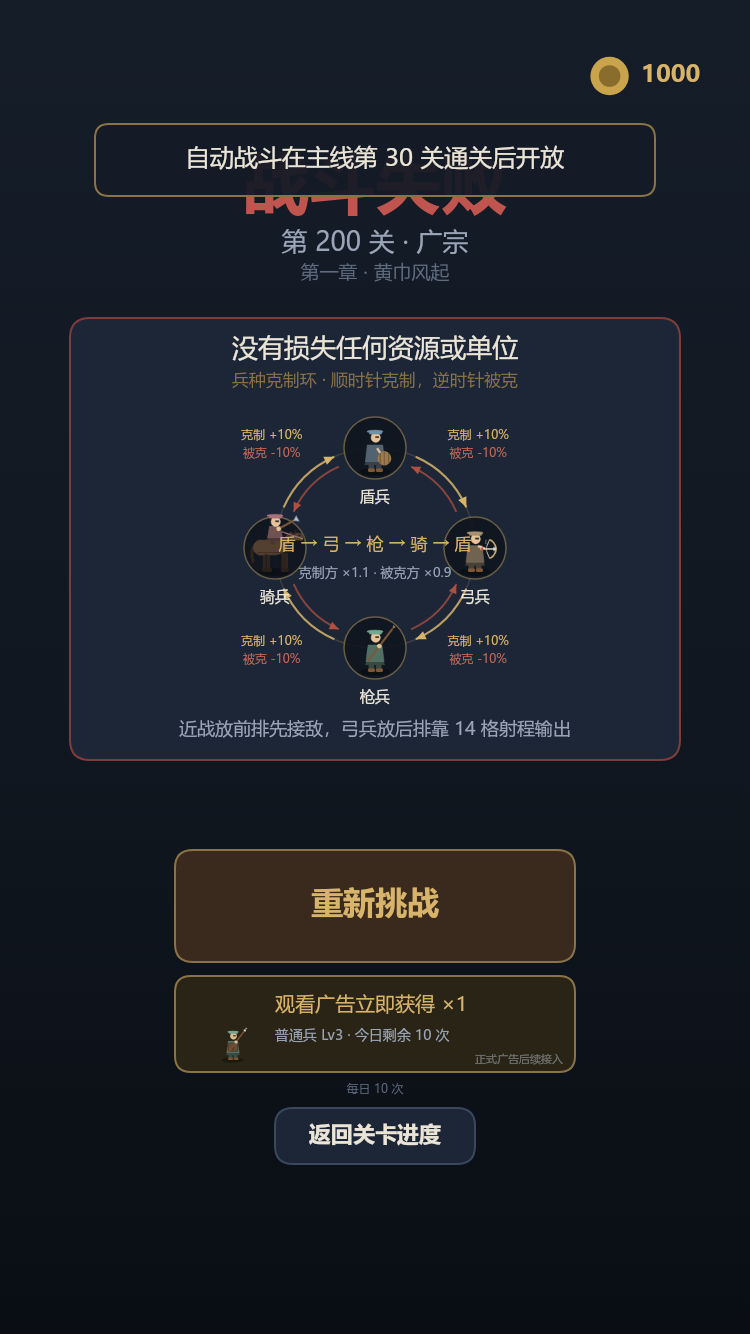 1000
自动战斗在主线第 30 关通关后开放
战斗失败
第 200 关 · 广宗
第一章 · 黄巾风起
没有损失任何资源或单位
兵种克制环 · 顺时针克制，逆时针被克
克制 +10%
被克 -10%
克制 +10%
被克 -10%
盾兵
盾 → 弓 → 枪 → 骑 → 盾
克制方 ×1.1 · 被克方 ×0.9
骑兵
弓兵
克制 +10%
被克 -10%
克制 +10%
被克 -10%
枪兵
近战放前排先接敌，弓兵放后排靠 14 格射程输出
重新挑战
观看广告立即获得 ×1
普通兵 Lv3 · 今日剩余 10 次
正式广告后续接入
每日 10 次
返回关卡进度